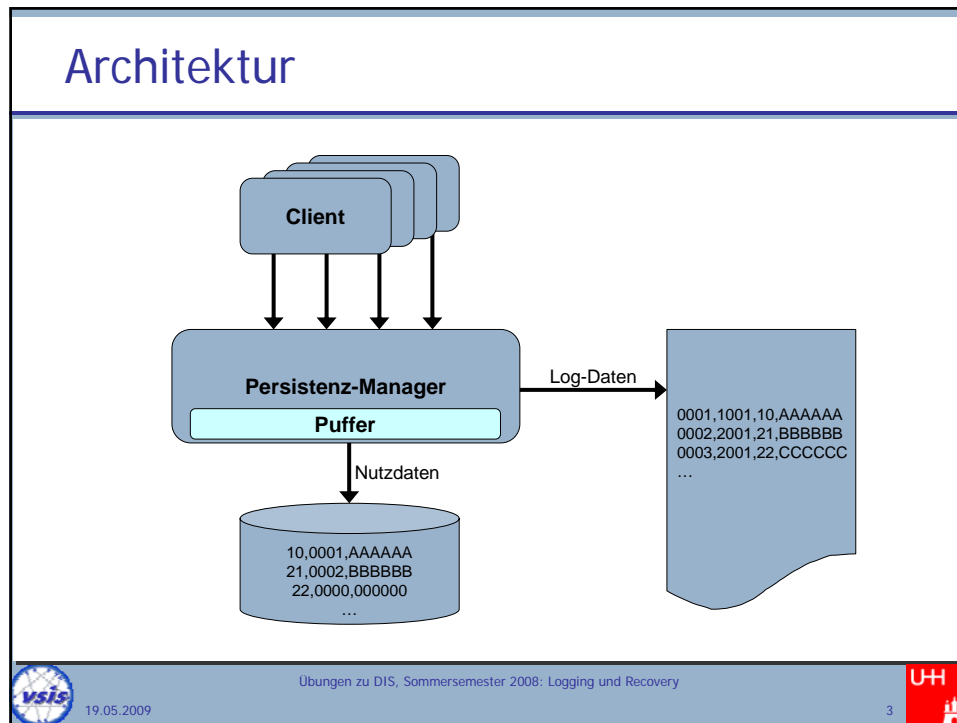 Architektur
Client
Persistenz-Manager
Puffer
Log-Daten
0001,1001,10,AAAAAA
0002,2001,21,BBBBBB
0003,2001,22,CCCCCC
…
Nutzdaten
10,0001,AAAAAA
21,0002,BBBBBB
22,0000,000000
…
vsis
19.05.2009
Übungen zu DIS, Sommersemester 2008: Logging und Recovery
3
UHH